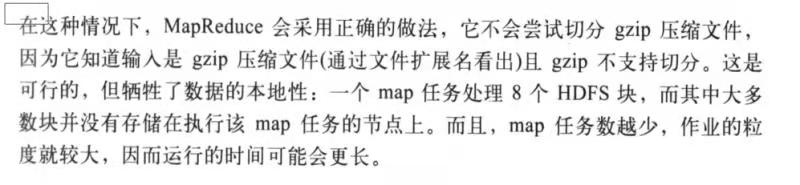 在这种情况下，MapReduce 会采用正确的做法，它不会尝试切分 gzip 压缩文件，
因为它知道输入是 gzip 压缩文件(通过文件扩展名看出)且 gzip 不支持切分。这是
可行的，但牺牲了数据的本地性：一个 map 任务处理 8 个 HDFS 块，而其中大多
数块并没有存储在执行该 map 任务的节点上。而且，map 任务数越少，作业的粒
度就较大，因而运行的时间可能会更长。